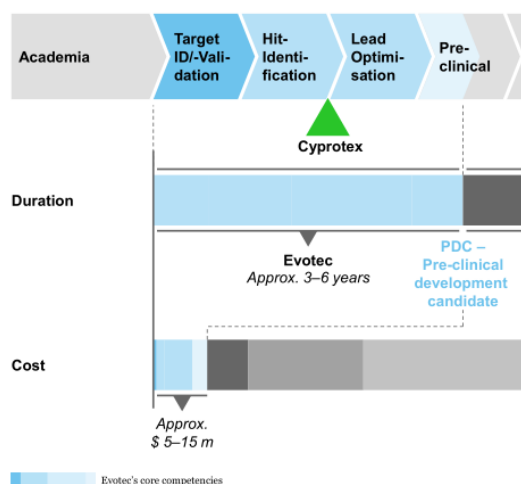 Academia
Target
ID/-Vali-
dation
Hit-
Identi-
fication
Lead
Optimi-
sation
Pre-
clinical
Cyprotex
Duration
Evotec
Approx. 3–6 years
PDC –
Pre-clinical
development
candidate
Cost
Approx.
$ 5–15 m
Evotec's core competencies